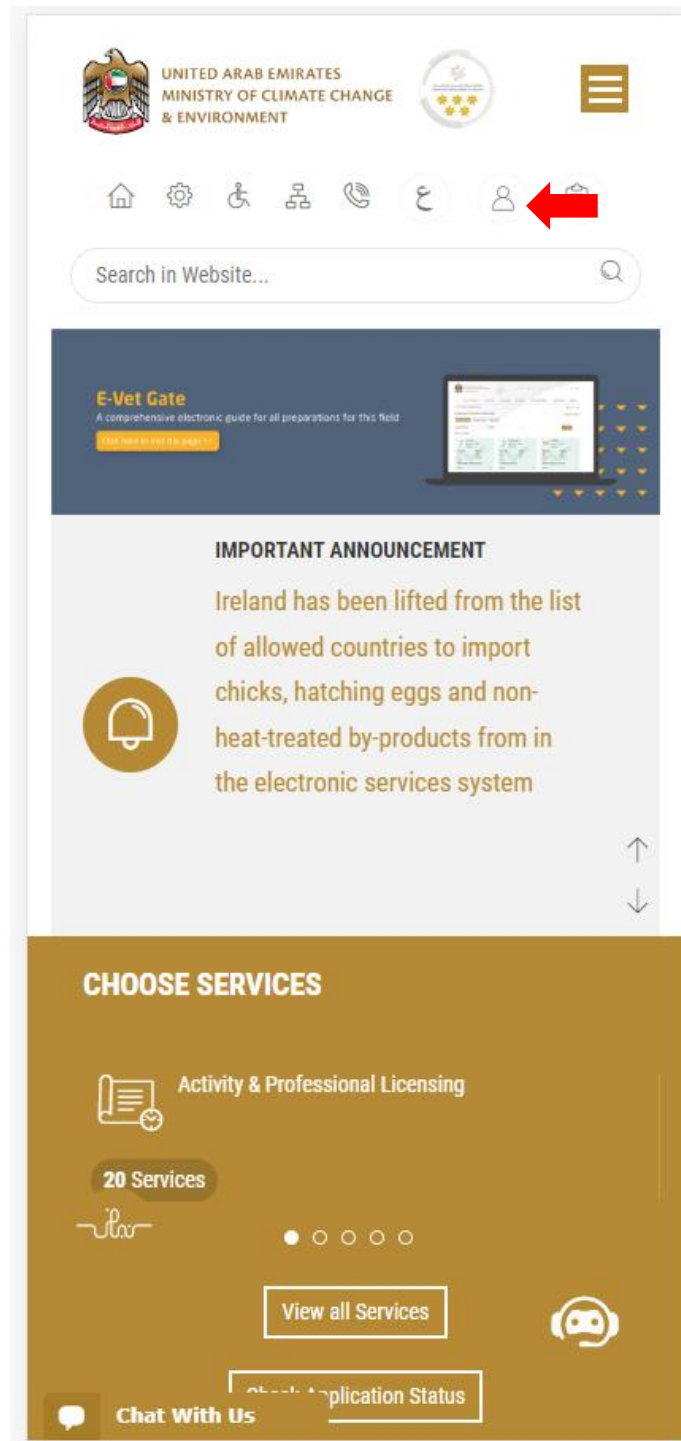 UNITED ARAB EMIRATES
MINISTRY OF CLIMATE CHANGE
& ENVIRONMENT
ع
Search in Website...
E-Vet Gate
A comprehensive electronic guide for all preparations for this field
IMPORTANT ANNOUNCEMENT
Ireland has been lifted from the list
of allowed countries to import
chicks, hatching eggs and non-
heat-treated by-products from in
the electronic services system
CHOOSE SERVICES
Activity & Professional Licensing
20 Services
View all Services
Check Application Status
Chat With Us